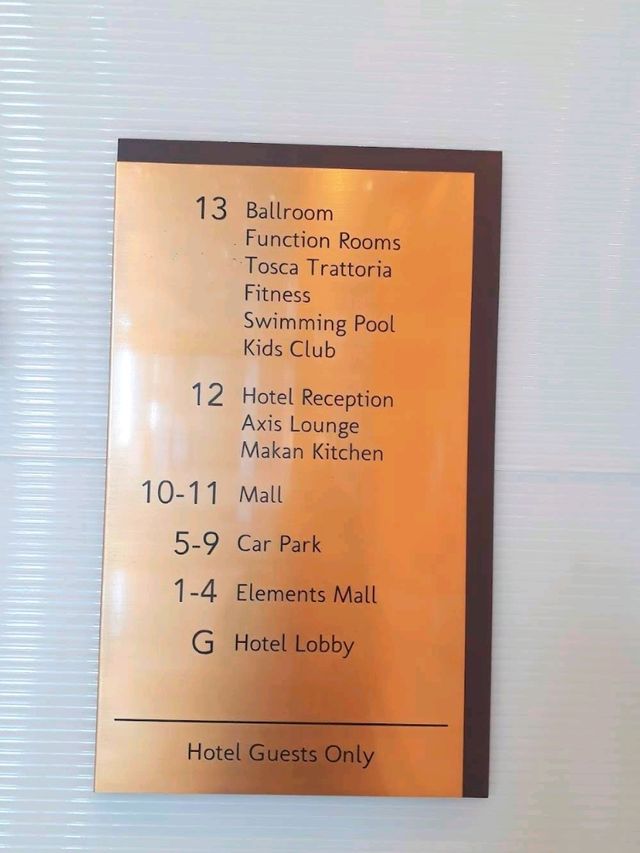 13 Ballroom
Function Rooms
Tosca Trattoria
Fitness
Swimming Pool
Kids Club
12 Hotel Reception
Axis Lounge
Makan Kitchen
10-11 Mall
5-9 Car Park
1-4 Elements Mall
G Hotel Lobby
Hotel Guests Only